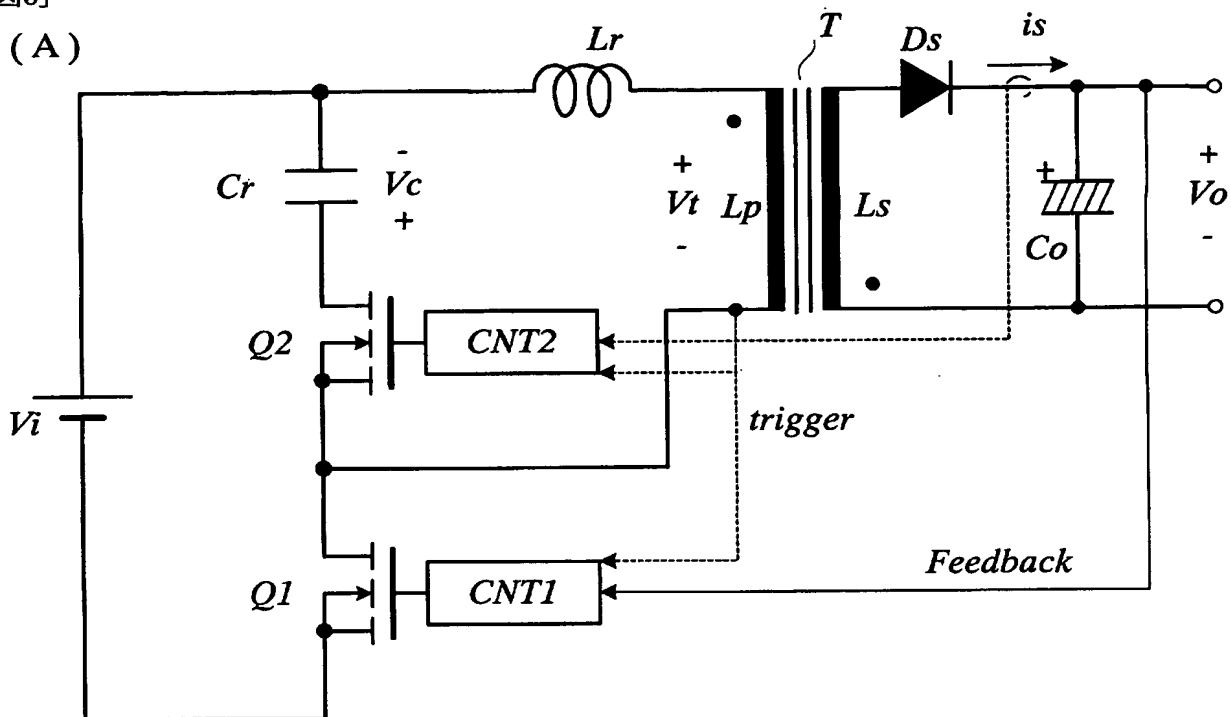 ( A )
Lr
T
Ds
is
Cr
-
Vc
+
+
Vt
-
Lp
Ls
+
Co
+
Vo
-
Q2
CNT2
Vi
trigger
Q1
CNT1
Feedback